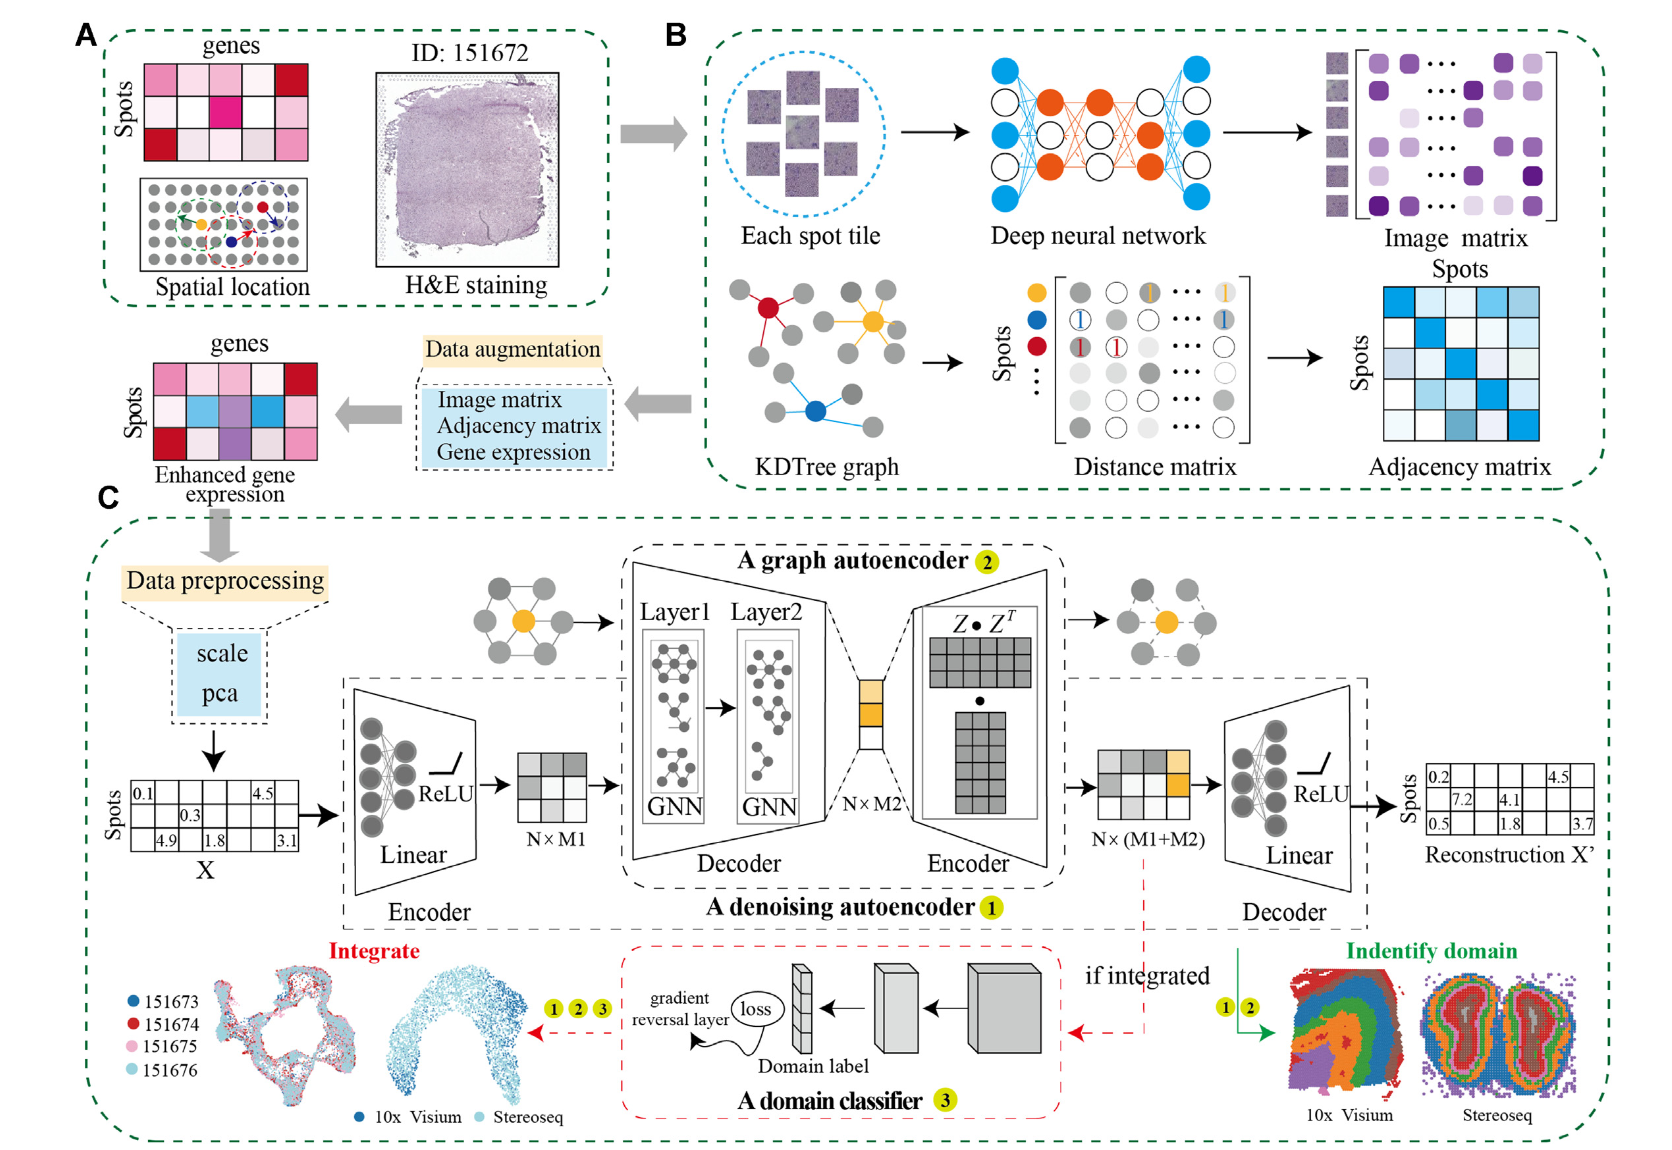 A
genes
Spots
ID: 151672
Spatial location
H&E staining
B
Each spot tile
Deep neural network
Image matrix
KDTree graph
Spots
1 1
1 1
1 1
Distance matrix
Spots
Spots
Adjacency matrix
Data augmentation
Image matrix
Adjacency matrix
Gene expression
genes
Spots
Enhanced gene
expression
C
Data preprocessing
scale
pca
Spots
0.1 4.5
0.3
4.9 1.8 3.1
X
Linear
ReLU
Encoder
N×M1
A graph autoencoder 2
Layer1 Layer2
GNN GNN
Decoder
N×M2
Z • Z^T
Encoder
A denoising autoencoder 1
N×(M1+M2)
ReLU
Linear
Decoder
Spots
0.2 4.5
7.2 4.1
0.5 1.8 3.7
Reconstruction X’
Integrate
151673
151674
151675
151676
10x Visium Stereoseq
1 2 3
gradient
reversal layer
loss
Domain label
A domain classifier 3
if integrated
1 2
Indentify domain
10x Visium Stereoseq